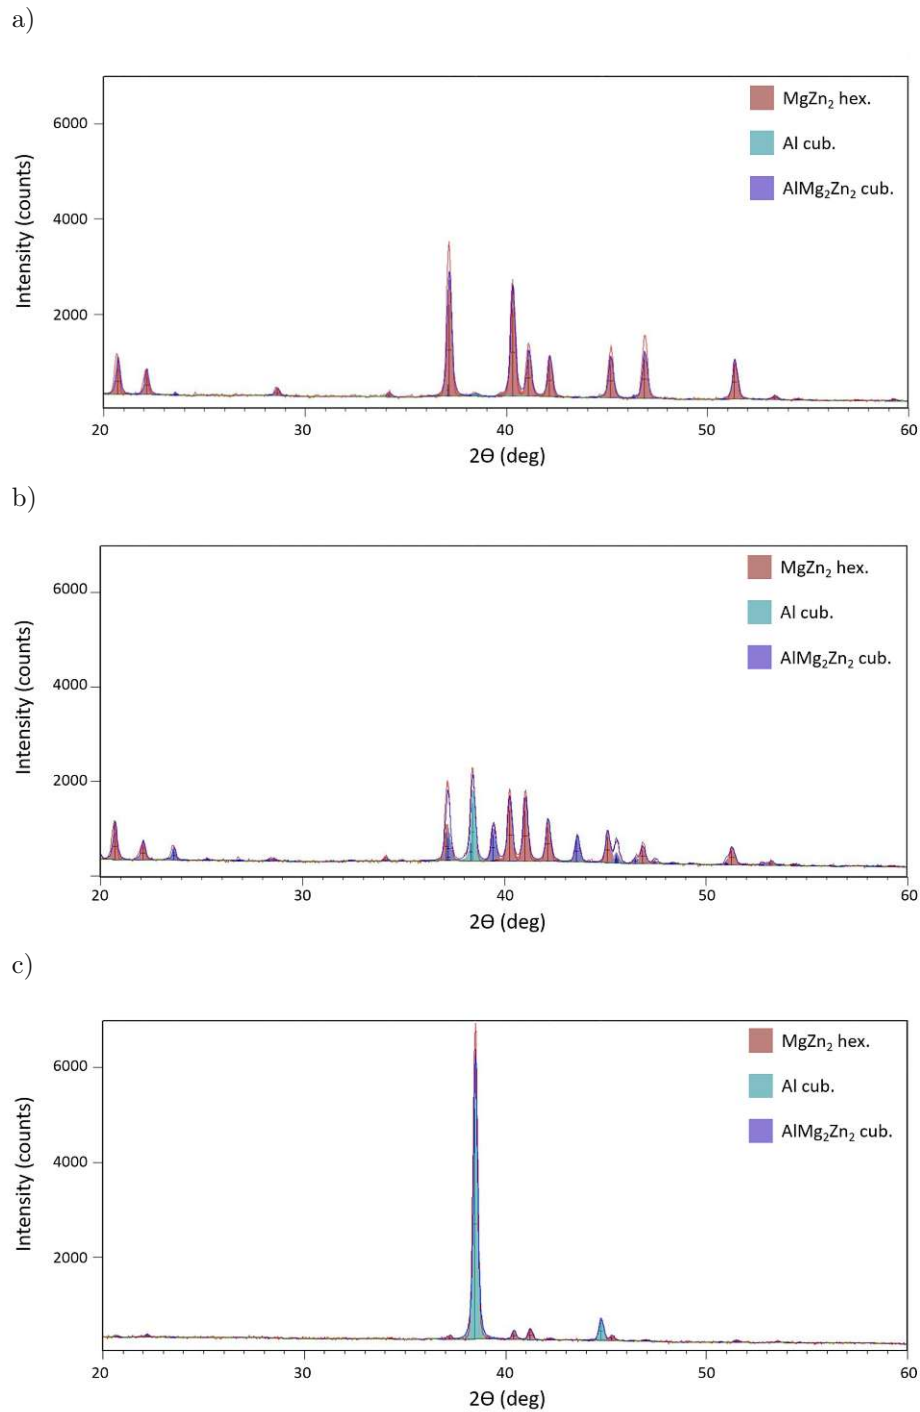 a)
MgZn₂ hex.
Al cub.
AlMg₂Zn₂ cub.
6000
4000
2000
Intensity (counts)
20 30 40 50 60
2Θ (deg)
b)
MgZn₂ hex.
Al cub.
AlMg₂Zn₂ cub.
6000
4000
2000
Intensity (counts)
20 30 40 50 60
2Θ (deg)
c)
MgZn₂ hex.
Al cub.
AlMg₂Zn₂ cub.
6000
4000
2000
Intensity (counts)
20 30 40 50 60
2Θ (deg)